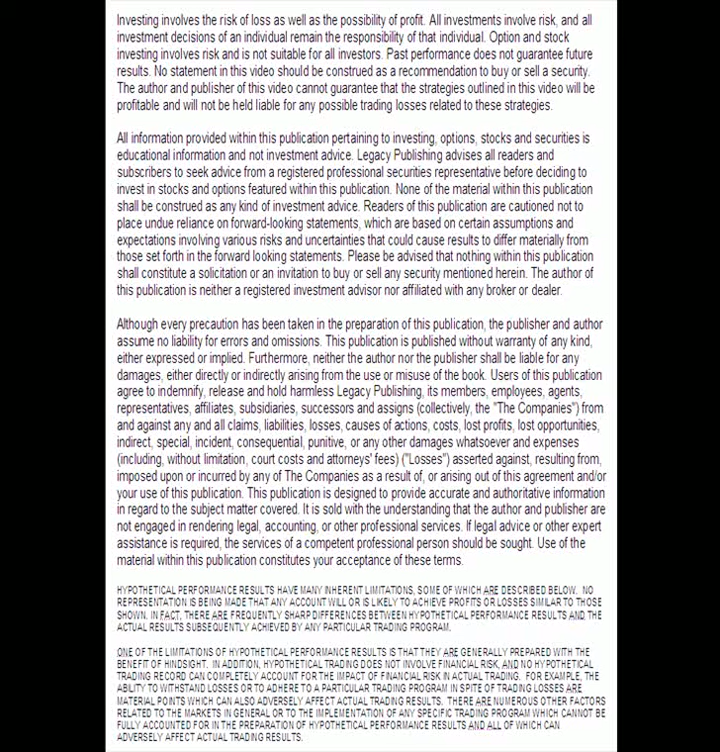 Investing involves the risk of loss as well as the possibility of profit. All investments involve risk, and all
investment decisions of an individual remain the responsibility of that individual. Option and stock
investing involves risk and is not suitable for all investors. Past performance does not guarantee future
results. No statement in this video should be construed as a recommendation to buy or sell a security.
The author and publisher of this video cannot guarantee that the strategies outlined in this video will be
profitable and will not be held liable for any possible trading losses related to these strategies.
All information provided within this publication pertaining to investing, options, stocks and securities is
educational information and not investment advice. Legacy Publishing advises all readers and
subscribers to seek advice from a registered professional securities representative before deciding to
invest in stocks and options featured within this publication. None of the material within this publication
shall be construed as any kind of investment advice. Readers of this publication are cautioned not to
place undue reliance on forward-looking statements, which are based on certain assumptions and
expectations involving various risks and uncertainties that could cause results to differ materially from
those set forth in the forward looking statements. Please be advised that nothing within this publication
shall constitute a solicitation or an invitation to buy or sell any security mentioned herein. The author of
this publication is neither a registered investment advisor nor affiliated with any broker or dealer.
Although every precaution has been taken in the preparation of this publication, the publisher and author
assume no liability for errors and omissions. This publication is published without warranty of any kind,
either expressed or implied. Furthermore, neither the author nor the publisher shall be liable for any
damages, either directly or indirectly arising from the use or misuse of the book. Users of this publication
agree to indemnify, release and hold harmless Legacy Publishing, its members, employees, agents,
representatives, affiliates, subsidiaries, successors and assigns (collectively, the "The Companies") from
and against any and all claims, liabilities, losses, causes of actions, costs, lost profits, lost opportunities,
indirect, special, incident, consequential, punitive, or any other damages whatsoever and expenses
(including, without limitation, court costs and attorneys' fees) ("Losses") asserted against, resulting from,
imposed upon or incurred by any of The Companies as a result of, or arising out of this agreement and/or
your use of this publication. This publication is designed to provide accurate and authoritative information
in regard to the subject matter covered. It is sold with the understanding that the author and publisher are
not engaged in rendering legal, accounting, or other professional services. If legal advice or other expert
assistance is required, the services of a competent professional person should be sought. Use of the
material within this publication constitutes your acceptance of these terms.
HYPOTHETICAL PERFORMANCE RESULTS HAVE MANY INHERENT LIMITATIONS, SOME OF WHICH ARE DESCRIBED BELOW. NO
REPRESENTATION IS BEING MADE THAT ANY ACCOUNT WILL OR IS LIKELY TO ACHIEVE PROFITS OR LOSSES SIMILAR TO THOSE
SHOWN. IN FACT, THERE ARE FREQUENTLY SHARP DIFFERENCES BETWEEN HYPOTHETICAL PERFORMANCE RESULTS AND THE
ACTUAL RESULTS SUBSEQUENTLY ACHIEVED BY ANY PARTICULAR TRADING PROGRAM.
ONE OF THE LIMITATIONS OF HYPOTHETICAL PERFORMANCE RESULTS IS THAT THEY ARE GENERALLY PREPARED WITH THE
BENEFIT OF HINDSIGHT. IN ADDITION, HYPOTHETICAL TRADING DOES NOT INVOLVE FINANCIAL RISK, AND NO HYPOTHETICAL
TRADING RECORD CAN COMPLETELY ACCOUNT FOR THE IMPACT OF FINANCIAL RISK IN ACTUAL TRADING. FOR EXAMPLE, THE
ABILITY TO WITHSTAND LOSSES OR TO ADHERE TO A PARTICULAR TRADING PROGRAM IN SPITE OF TRADING LOSSES ARE
MATERIAL POINTS WHICH CAN ALSO ADVERSELY AFFECT ACTUAL TRADING RESULTS. THERE ARE NUMEROUS OTHER FACTORS
RELATED TO THE MARKETS IN GENERAL OR TO THE IMPLEMENTATION OF ANY SPECIFIC TRADING PROGRAM WHICH CANNOT BE
FULLY ACCOUNTED FOR IN THE PREPARATION OF HYPOTHETICAL PERFORMANCE RESULTS AND ALL OF WHICH CAN
ADVERSELY AFFECT ACTUAL TRADING RESULTS.